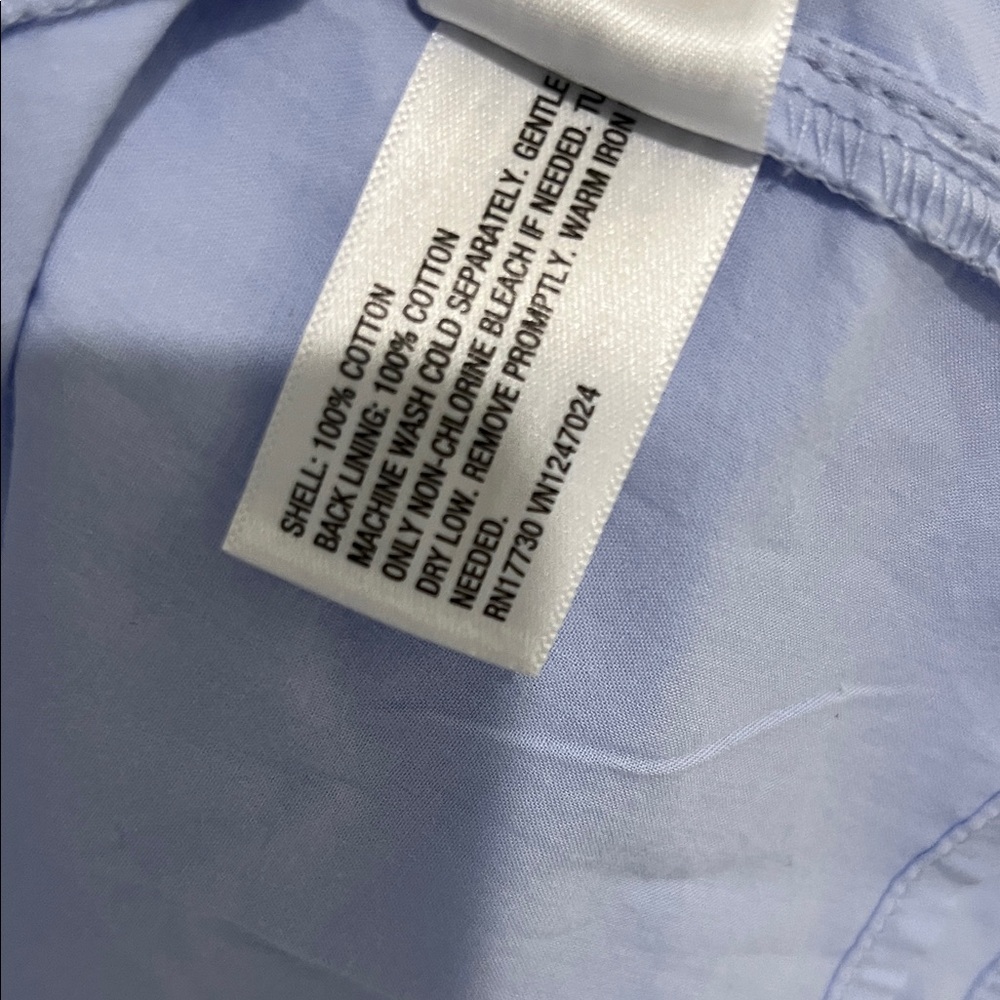 SHELL: 100% COTTON
BACK LINING: 100% COTTON
MACHINE WASH COLD SEPARATELY. GENTLE
ONLY NON-CHLORINE BLEACH IF NEEDED. TU
DRY LOW. REMOVE PROMPTLY. WARM IRON
NEEDED.
RN17730 VN1247024